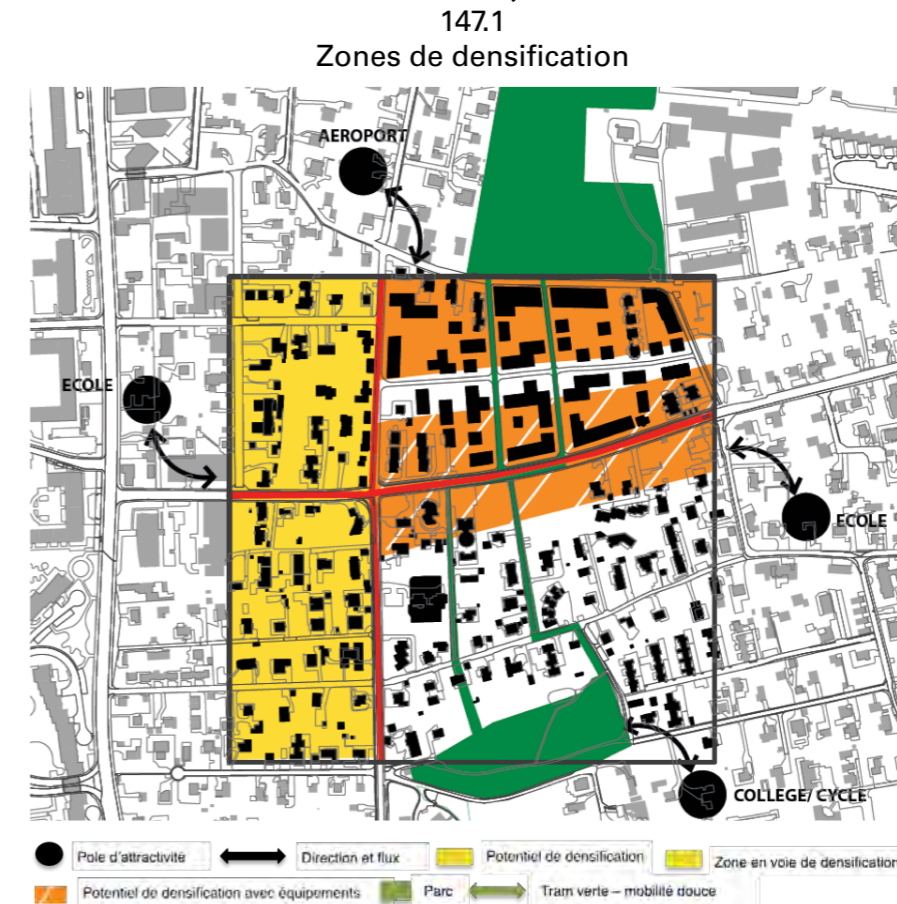 147.1
Zones de densification
AEROPORT
ECOLE
ECOLE
COLLEGE/ CYCLE
Pole d'attractivité
Direction et flux
Potentiel de densification
Zone en voie de densification
Potentiel de densification avec équipements
Parc
Tram verte – mobilité douce